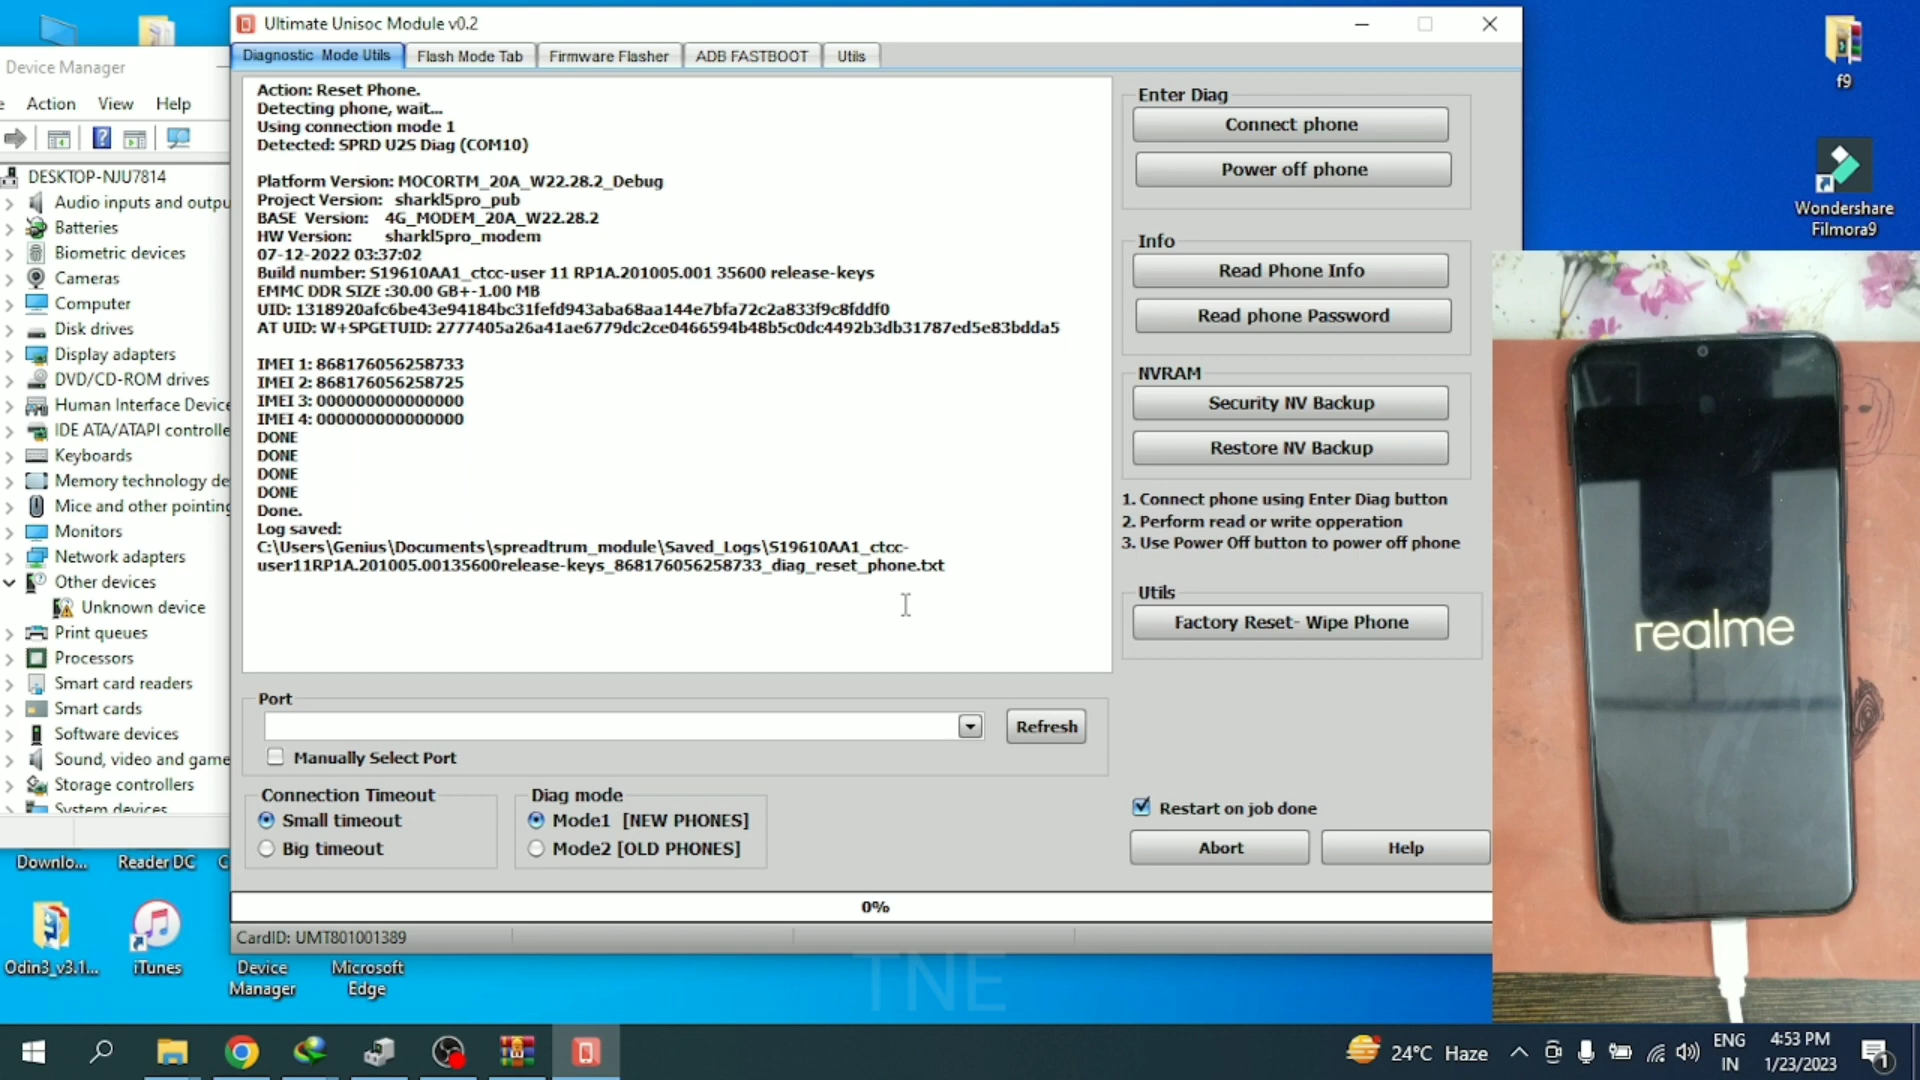 Ultimate Unisoc Module v0.2
Diagnostic Mode Utils
Flash Mode Tab
Firmware Flasher
ADB FASTBOOT
Utils
Device Manager
Action
View
Help
DESKTOP-NJU7814
Audio inputs and outpu
Batteries
Biometric devices
Cameras
Computer
Disk drives
Display adapters
DVD/CD-ROM drives
Human Interface Device
IDE ATA/ATAPI controlle
Keyboards
Memory technology de
Mice and other pointing
Monitors
Network adapters
Other devices
Unknown device
Print queues
Processors
Smart card readers
Smart cards
Software devices
Sound, video and game
Storage controllers
System devices
Action: Reset Phone.
Detecting phone, wait...
Using connection mode 1
Detected: SPRD U2S Diag (COM10)
Platform Version: MOCORTM_20A_W22.28.2_Debug
Project Version: sharkl5pro_pub
BASE Version: 4G_MODEM_20A_W22.28.2
HW Version: sharkl5pro_modem
07-12-2022 03:37:02
Build number: S19610AA1_ctcc-user 11 RP1A.201005.001 35600 release-keys
EMMC DDR SIZE :30.00 GB+-1.00 MB
UID: 1318920afc6be43e94184bc31fefd943aba68aa144e7bfa72c2a833f9c8fddf0
AT UID: W+SPGETUID: 2777405a26a41ae6779dc2ce0466594b48b5c0dc4492b3db31787ed5e83bdda5
IMEI 1: 868176056258733
IMEI 2: 868176056258725
IMEI 3: 000000000000000
IMEI 4: 000000000000000
DONE
DONE
DONE
DONE
Done.
Log saved:
C:\Users\Genius\Documents\spreadtrum_module\Saved_Logs\S19610AA1_ctcc-
user11RP1A.201005.00135600release-keys_868176056258733_diag_reset_phone.txt
Port
Refresh
Manually Select Port
Connection Timeout
Small timeout
Big timeout
Diag mode
Mode1 [NEW PHONES]
Mode2 [OLD PHONES]
Enter Diag
Connect phone
Power off phone
Info
Read Phone Info
Read phone Password
NVRAM
Security NV Backup
Restore NV Backup
1. Connect phone using Enter Diag button
2. Perform read or write opperation
3. Use Power Off button to power off phone
Utils
Factory Reset- Wipe Phone
Restart on job done
Abort
Help
0%
CardID: UMT801001389
f9
Wondershare
Filmora9
realme
Downlo...
Reader DC
C
Odin3_v3.1...
iTunes
Device
Manager
Microsoft
Edge
TNE
24°C Haze
ENG
IN
4:53 PM
1/23/2023
1